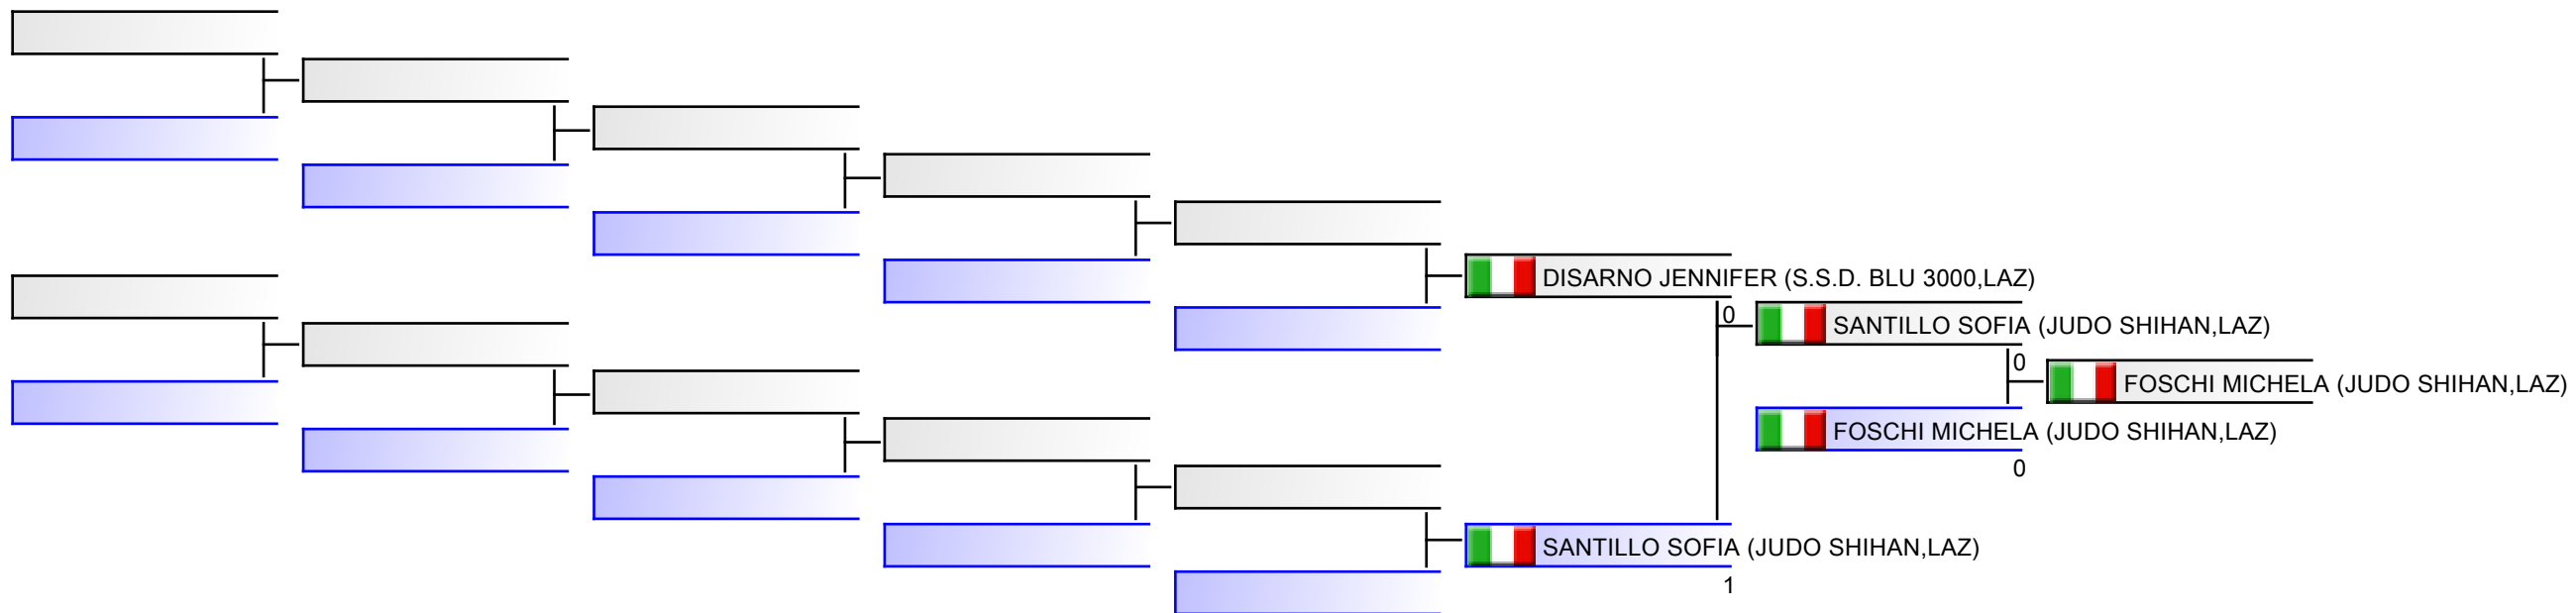 DISARNO JENNIFER (S.S.D. BLU 3000,LAZ)
0
SANTILLO SOFIA (JUDO SHIHAN,LAZ)
0
FOSCHI MICHELA (JUDO SHIHAN,LAZ)
FOSCHI MICHELA (JUDO SHIHAN,LAZ)
0
SANTILLO SOFIA (JUDO SHIHAN,LAZ)
1